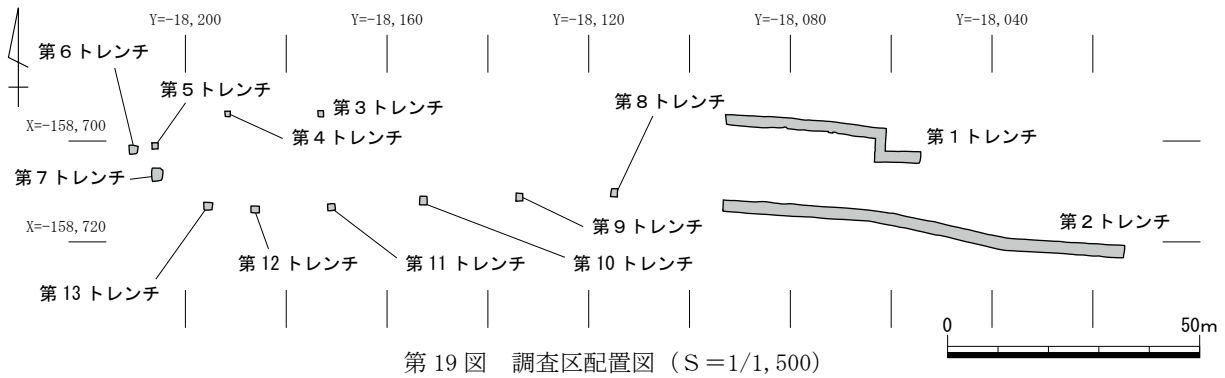 Y=-18,200
Y=-18,160
Y=-18,120
Y=-18,080
Y=-18,040
第６トレンチ
第５トレンチ
第３トレンチ
第８トレンチ
X=-158,700
第４トレンチ
第１トレンチ
第７トレンチ
X=-158,720
第９トレンチ
第２トレンチ
第 12 トレンチ
第 11 トレンチ
第 10 トレンチ
第 13 トレンチ
0
50m
第 19 図　調査区配置図（Ｓ＝1/1,500）